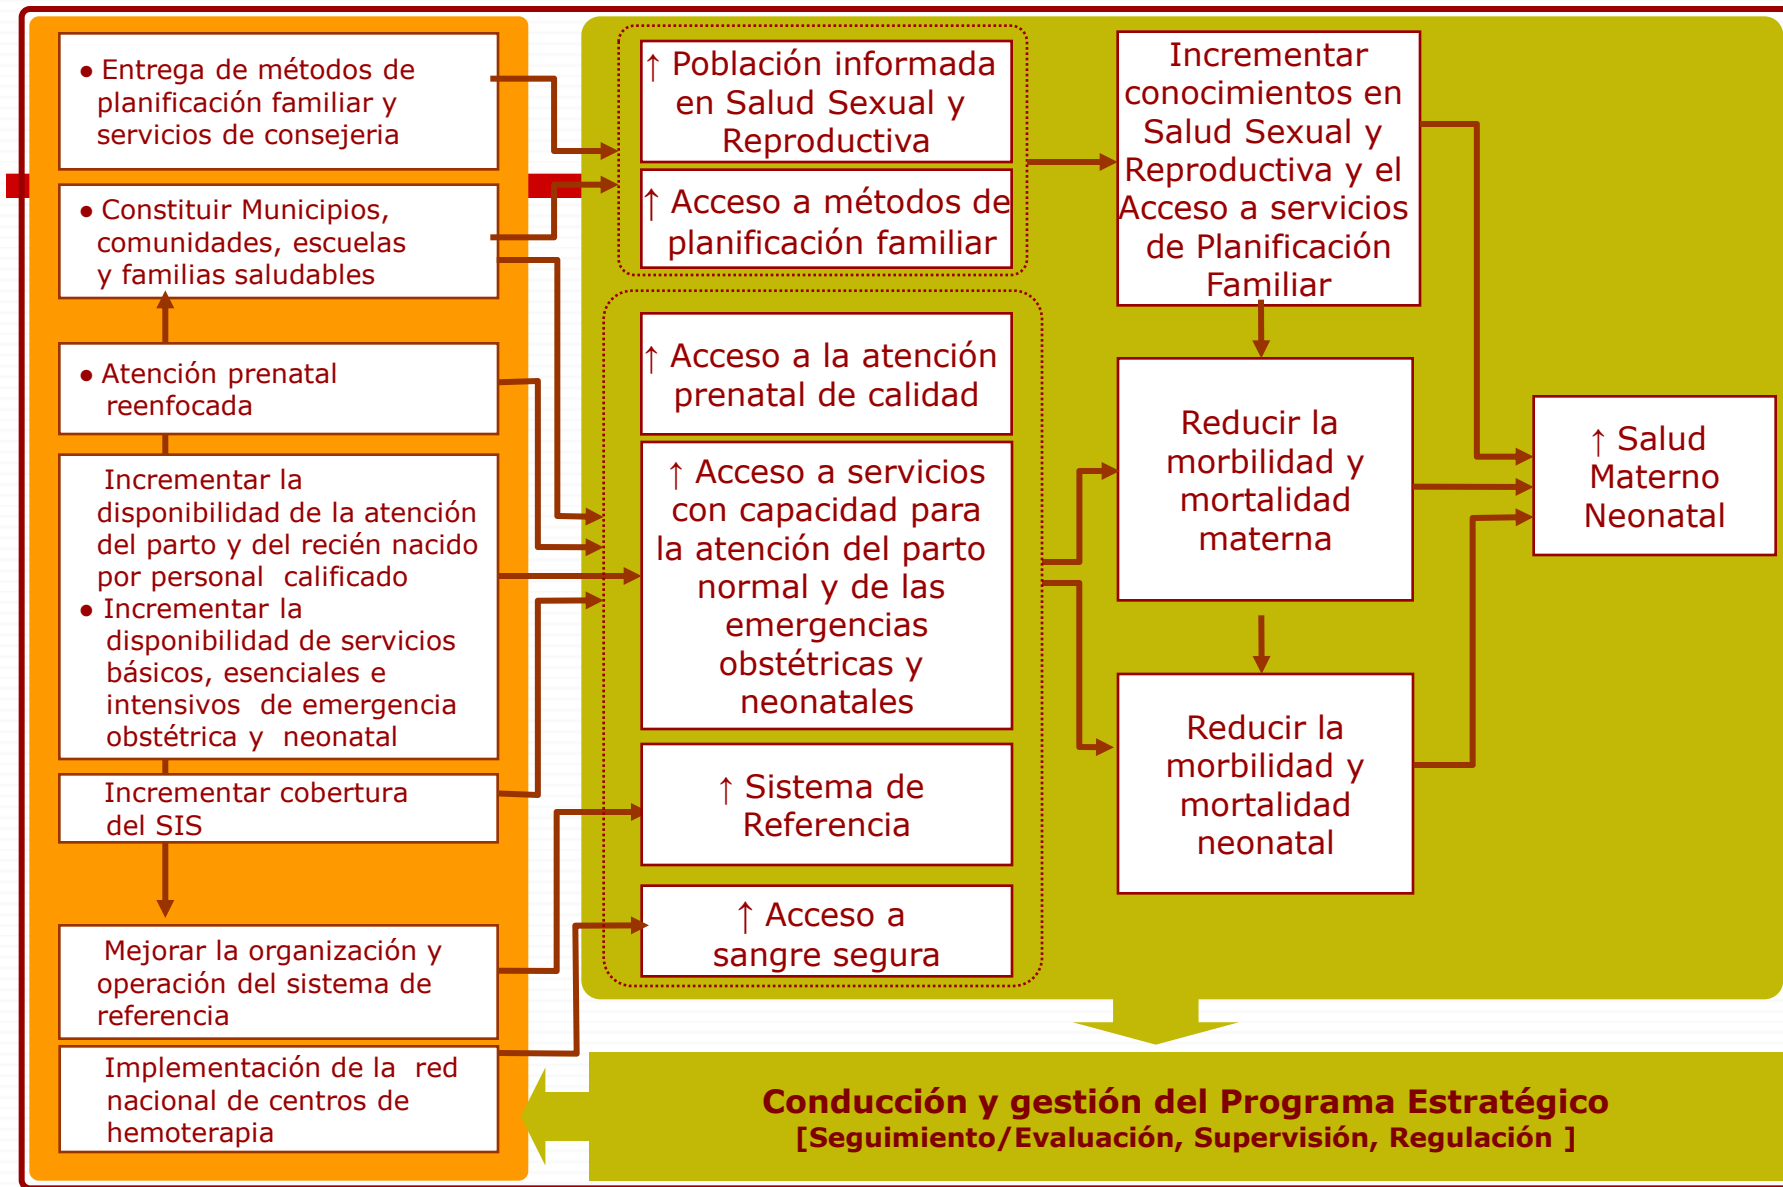 ● Entrega de métodos de
planificación familiar y
servicios de consejeria
● Constituir Municipios,
comunidades, escuelas
y familias saludables
● Atención prenatal
reenfocada
Incrementar la
disponibilidad de la atención
del parto y del recién nacido
por personal calificado
● Incrementar la
disponibilidad de servicios
básicos, esenciales e
intensivos de emergencia
obstétrica y neonatal
Incrementar cobertura
del SIS
Mejorar la organización y
operación del sistema de
referencia
Implementación de la red
nacional de centros de
hemoterapia
↑ Población informada
en Salud Sexual y
Reproductiva
↑ Acceso a métodos de
planificación familiar
↑ Acceso a la atención
prenatal de calidad
↑ Acceso a servicios
con capacidad para
la atención del parto
normal y de las
emergencias
obstétricas y
neonatales
↑ Sistema de
Referencia
↑ Acceso a
sangre segura
Incrementar
conocimientos en
Salud Sexual y
Reproductiva y el
Acceso a servicios
de Planificación
Familiar
Reducir la
morbilidad y
mortalidad
materna
Reducir la
morbilidad y
mortalidad
neonatal
↑ Salud
Materno
Neonatal
Conducción y gestión del Programa Estratégico
[Seguimiento/Evaluación, Supervisión, Regulación ]